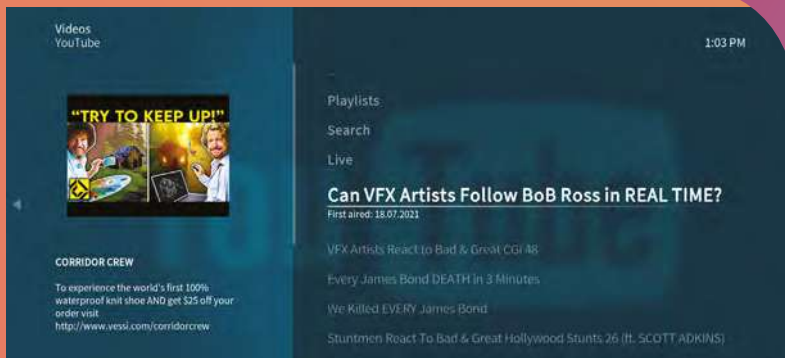 Videos
YouTube
1:03 PM
"TRY TO KEEP UP!"
CORRIDOR CREW
To experience the world's first 100%
waterproof knit shoe AND get $25 off your
order visit
http://www.vessi.com/corridorcrew
..
Playlists
Search
Live
Can VFX Artists Follow BoB Ross in REAL TIME?
First aired: 18.07.2021
VFX Artists React to Bad & Great CGI 48
Every James Bond DEATH in 3 Minutes
We Killed EVERY James Bond
Stuntmen React To Bad & Great Hollywood Stunts 26 (ft. SCOTT ADKINS)
YouTube